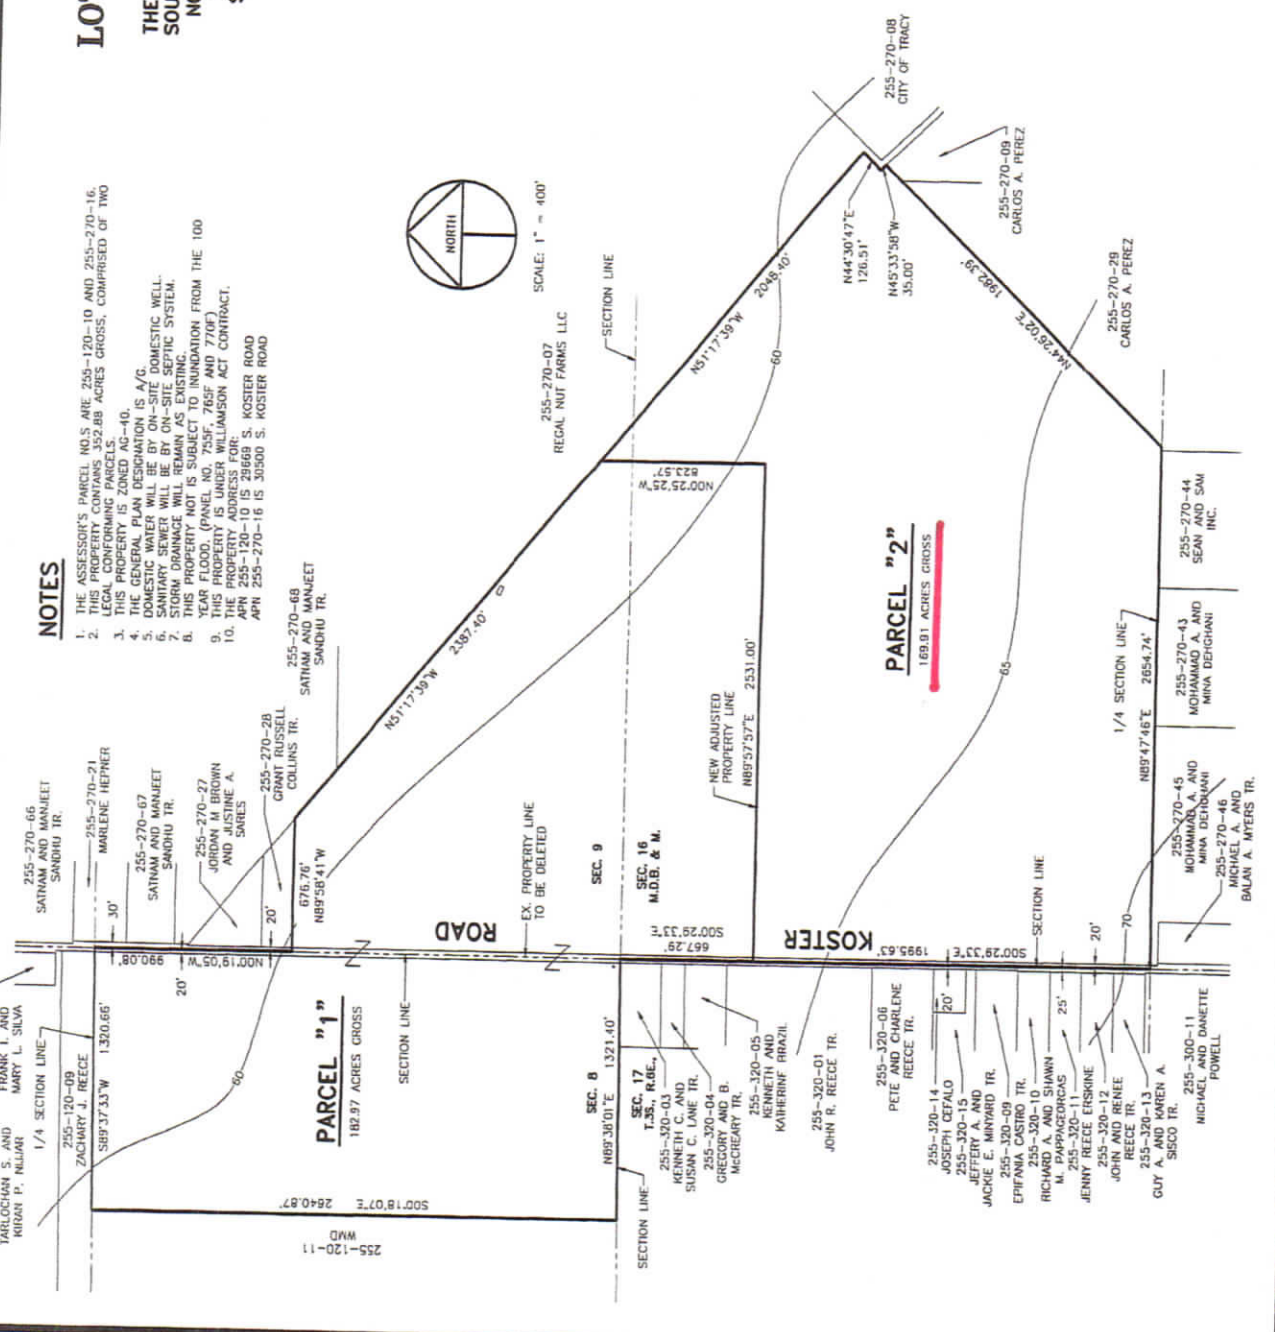 LO
THE
SOU
NO
S
NOTES
1. THE ASSESSOR'S PARCEL NO.S ARE 255-120-10 AND 255-270-16.
2. THIS PROPERTY CONTAINS 352.88 ACRES GROSS, COMPRISED OF TWO
LEGAL CONFORMING PARCELS.
3. THIS PROPERTY IS ZONED AG-40.
4. THE GENERAL PLAN DESIGNATION IS A/G.
5. DOMESTIC WATER WILL BE BY ON-SITE DOMESTIC WELL.
6. SANITARY SEWER WILL BE BY ON-SITE SEPTIC SYSTEM.
7. STORM DRAINAGE WILL REMAIN AS EXISTING.
8. THIS PROPERTY NOT IS SUBJECT TO INUNDATION FROM THE 100
YEAR FLOOD. (PANEL NO. 755F, 765F AND 770F)
9. THIS PROPERTY IS UNDER WILLIAMSON ACT CONTRACT.
10. THE PROPERTY ADDRESS FOR:
APN 255-120-10 IS 29669 S. KOSTER ROAD
APN 255-270-16 IS 30500 S. KOSTER ROAD
NORTH
SCALE: 1" = 400'
255-270-08
CITY OF TRACY
255-270-09
CARLOS A. PEREZ
255-270-29
CARLOS A. PEREZ
N44°30'47"E
126.51'
N45°33'58"W
35.00'
N44°26'02"E 1982.39'
N51°17'39"W 2048.40'
60
SECTION LINE
255-270-07
REGAL NUT FARMS LLC
N00°25'25"W
823.57'
N51°17'39"W 2387.40'
255-270-68
SATNAM AND MANJEET
SANDHU TR.
255-270-28
GRANT RUSSELL
COLLINS TR.
255-270-27
JORDAN M BROWN
AND JUSTINE A.
SARES
255-270-67
SATNAM AND MANJEET
SANDHU TR.
255-270-21
MARLENE HEPNER
255-270-66
SATNAM AND MANJEET
SANDHU TR.
30'
20'
20'
676.76'
N89°58'41"W
N00°19'05"W 990.08'
EX. PROPERTY LINE
TO BE DELETED
SEC. 9
SEC. 16
M.D.B. & M.
NEW ADJUSTED
PROPERTY LINE
N89°57'57"E 2531.00'
PARCEL "2"
169.91 ACRES GROSS
65
1/4 SECTION LINE
N89°47'46"E 2654.74'
255-270-44
SEAN AND SAM
INC.
255-270-43
MOHAMMAD A. AND
MINA DEHGHANI
255-270-45
MOHAMMAD A. AND
MINA DEHGHANI
255-270-46
MICHAEL A. AND
BALAN A. MYERS TR.
70
KOSTER
ROAD
S00°29'33"E
667.29'
S00°29'33"E 1995.63'
SECTION LINE
20'
20'
25'
FRANK I. AND
MARY L. SILVA
TARLOCHAN S. AND
KIRAN P. NIJJAR
1/4 SECTION LINE
255-120-09
ZACHARY J. REECE
S89°37'33"W 1320.66'
20'
60
PARCEL "1"
182.97 ACRES GROSS
SECTION LINE
S00°18'07"E 2640.87'
255-120-11
WMD
SEC. 8
N89°38'01"E 1321.40'
SEC. 17
T.3S., R.6E.,
SECTION LINE
255-320-03
KENNETH C. AND
SUSAN C. LANE TR.
255-320-04
GREGORY AND B.
McCREARY TR.
255-320-05
KENNETH AND
KATHERINE BRAZIL
255-320-01
JOHN R. REECE TR.
255-320-06
PETE AND CHARLENE
REECE TR.
255-320-14
JOSEPH CEFALO
255-320-15
JEFFERY A. AND
JACKIE E. MINYARD TR.
255-320-09
EPIFANIA CASTRO TR.
255-320-10
RICHARD A. AND SHAWN
M. PAPPAGEORGAS
255-320-11
JENNY REECE ERSKINE
255-320-12
JOHN AND RENEE
REECE TR.
255-320-13
GUY A. AND KAREN A.
SISCO TR.
255-300-11
NICHAEL AND DANETTE
POWELL